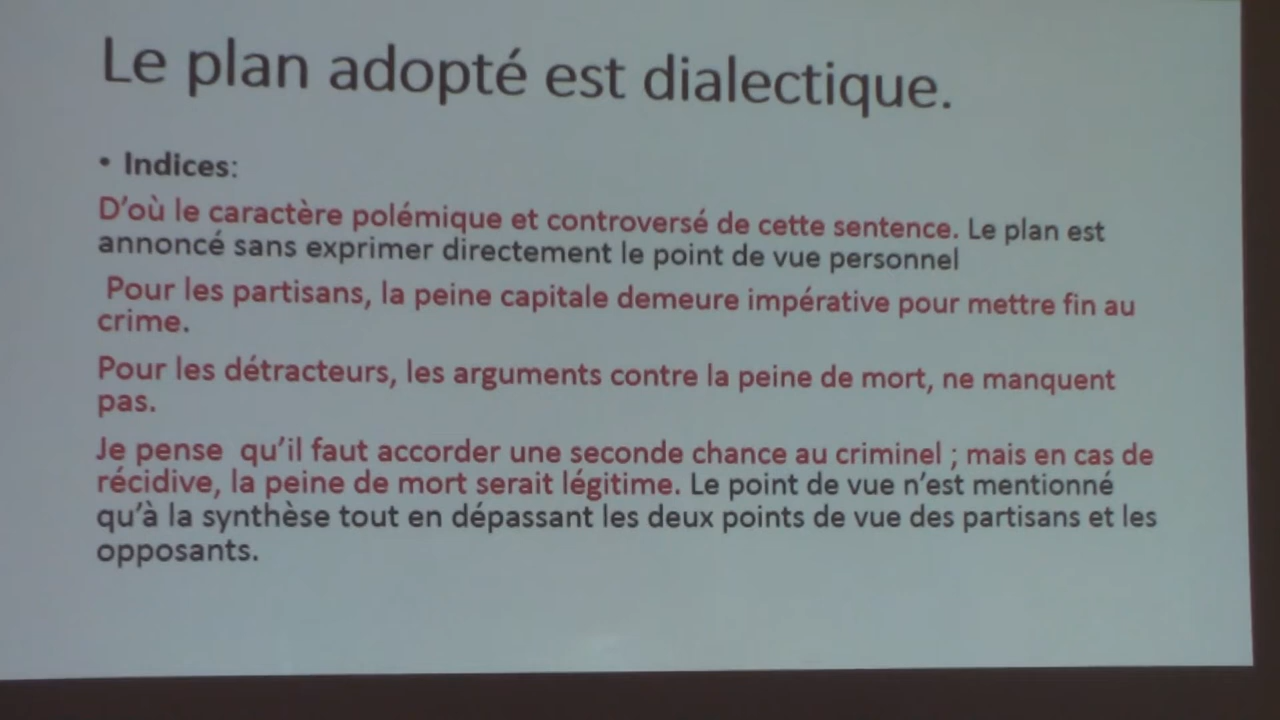 Le plan adopté est dialectique.
• Indices:
D'où le caractère polémique et controversé de cette sentence. Le plan est
annoncé sans exprimer directement le point de vue personnel
Pour les partisans, la peine capitale demeure impérative pour mettre fin au
crime.
Pour les détracteurs, les arguments contre la peine de mort, ne manquent
pas.
Je pense qu'il faut accorder une seconde chance au criminel ; mais en cas de
récidive, la peine de mort serait légitime. Le point de vue n'est mentionné
qu'à la synthèse tout en dépassant les deux points de vue des partisans et les
opposants.